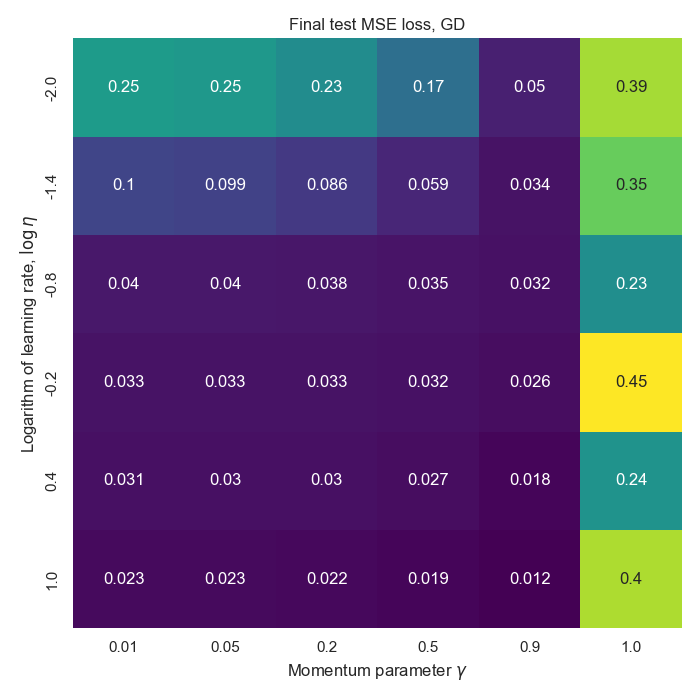 Final test MSE loss, GD
Logarithm of learning rate, log η
-2.0 0.25 0.25 0.23 0.17 0.05 0.39
-1.4 0.1 0.099 0.086 0.059 0.034 0.35
-0.8 0.04 0.04 0.038 0.035 0.032 0.23
-0.2 0.033 0.033 0.033 0.032 0.026 0.45
0.4 0.031 0.03 0.03 0.027 0.018 0.24
1.0 0.023 0.023 0.022 0.019 0.012 0.4
0.01 0.05 0.2 0.5 0.9 1.0
Momentum parameter γ